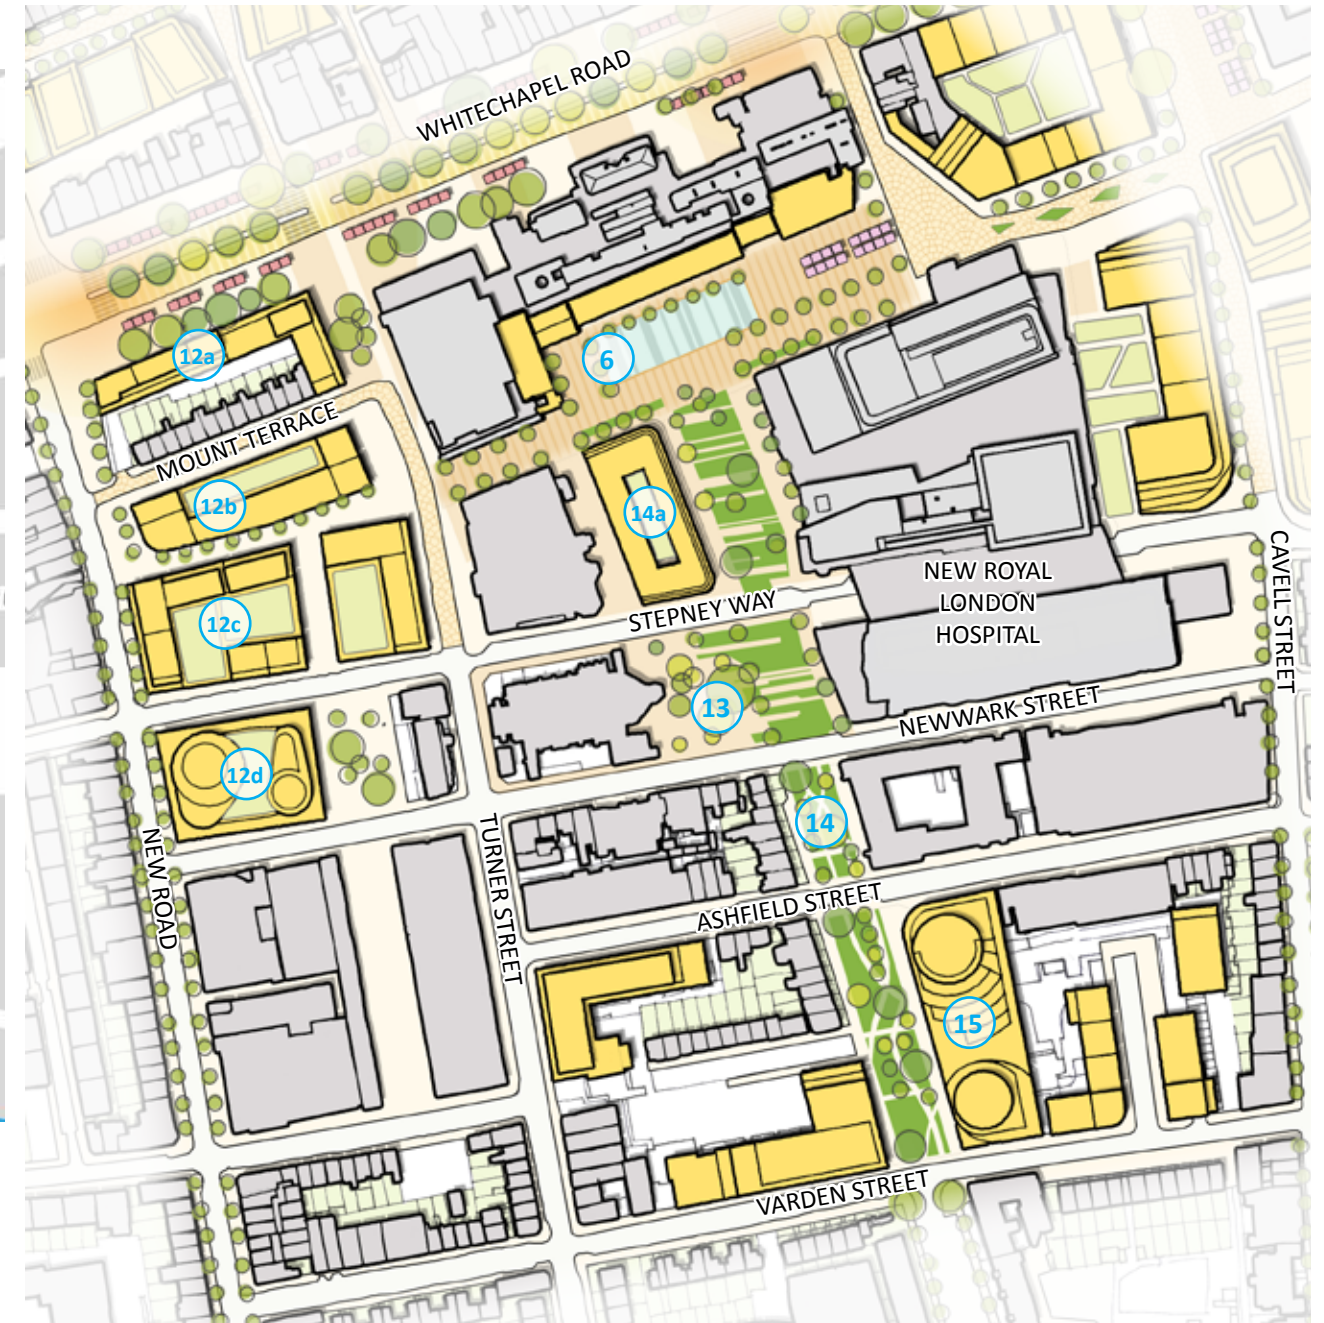 WHITECHAPEL ROAD
12a
6
MOUNT TERRACE
12b
14a
12c
STEPNEY WAY
NEW ROYAL
LONDON
HOSPITAL
CAVELL STREET
13
NEWWARK STREET
12d
14
NEW ROAD
TURNER STREET
ASHFIELD STREET
15
VARDEN STREET